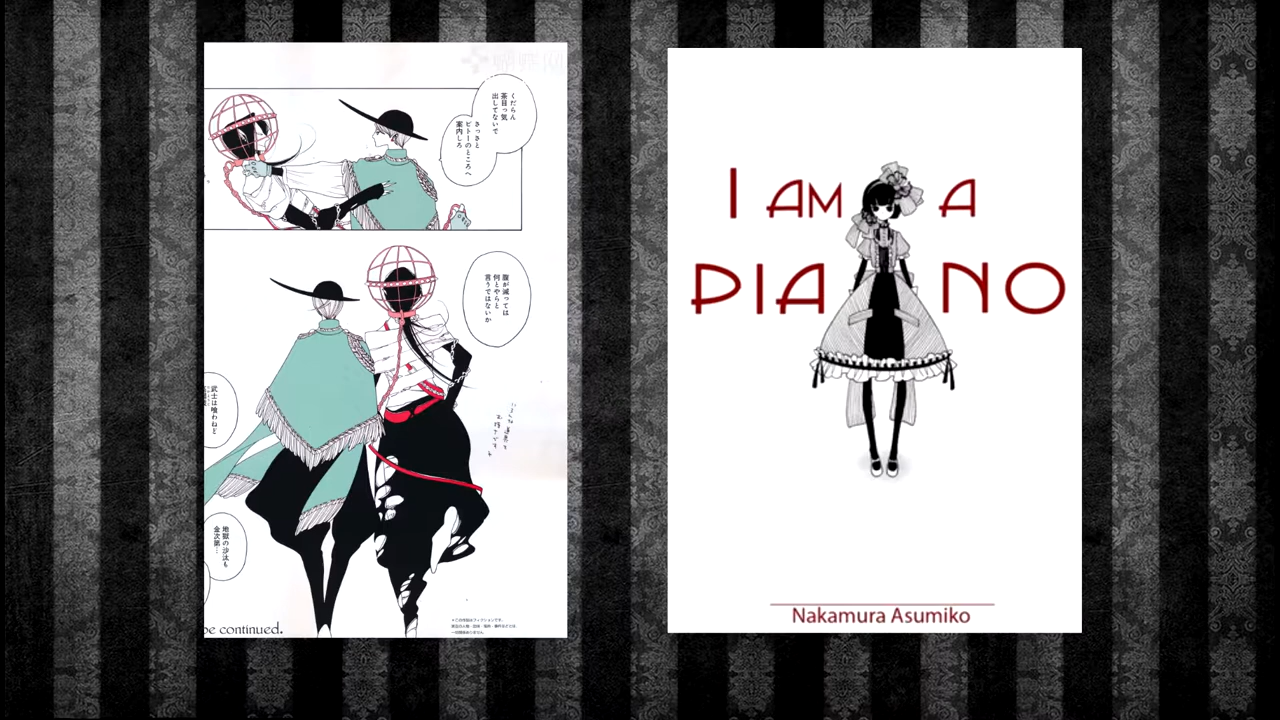 くだらん
茶目っ気
出してないで
さっさと
ピトーのところへ
案内しろ
腹が減っては
何とやらと
言うではないか
武士は喰わねど
地獄の沙汰も
金次第…
be continued.
I AM A
PIANO
Nakamura Asumiko